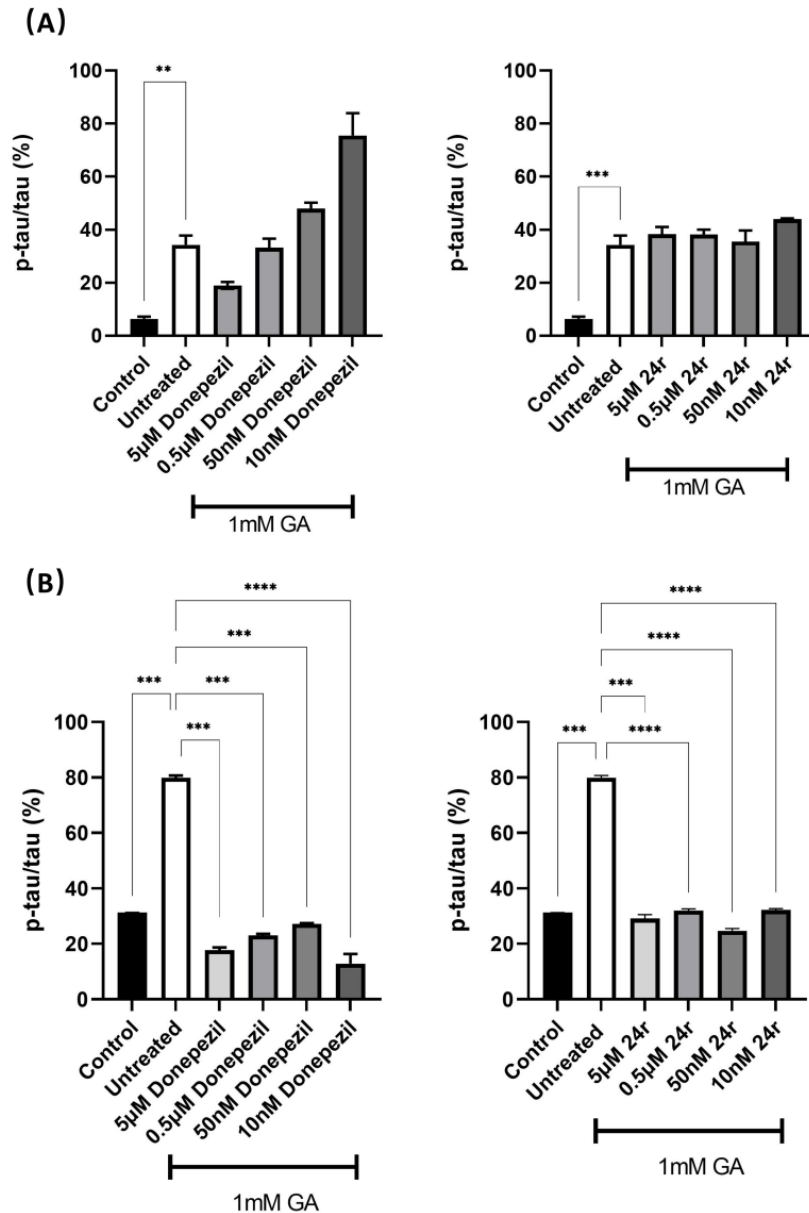 (A)
**
100
80
60
40
20
0
p-tau/tau (%)
Control
Untreated
5µM Donepezil
0.5µM Donepezil
50nM Donepezil
10nM Donepezil
1mM GA
***
100
80
60
40
20
0
p-tau/tau (%)
Control
Untreated
5µM 24r
0.5µM 24r
50nM 24r
10nM 24r
1mM GA
(B)
****
***
*** ***
***
100
80
60
40
20
0
p-tau/tau (%)
Control
Untreated
5µM Donepezil
0.5µM Donepezil
50nM Donepezil
10nM Donepezil
1mM GA
****
****
***
*** ****
100
80
60
40
20
0
p-tau/tau (%)
Control
Untreated
5µM 24r
0.5µM 24r
50nM 24r
10nM 24r
1mM GA